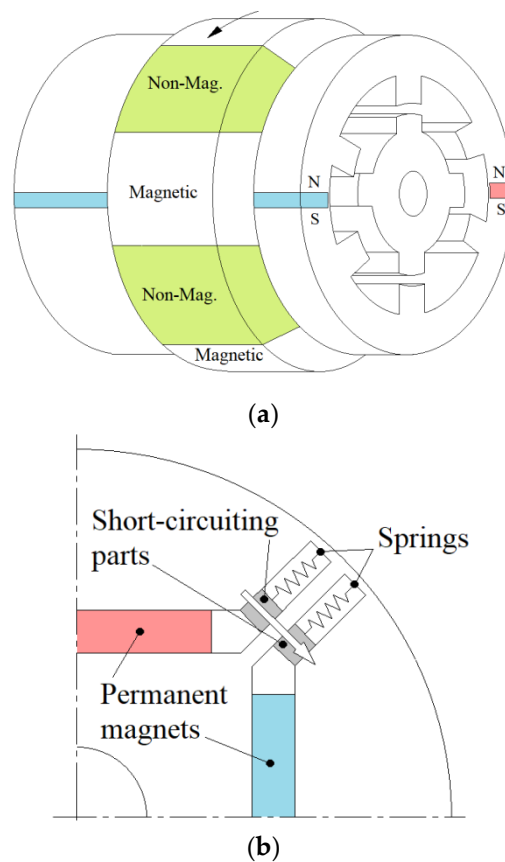 Non-Mag.
Magnetic
N
S
N
S
Non-Mag.
Magnetic
(a)
Short-circuiting
parts
Springs
Permanent
magnets
(b)